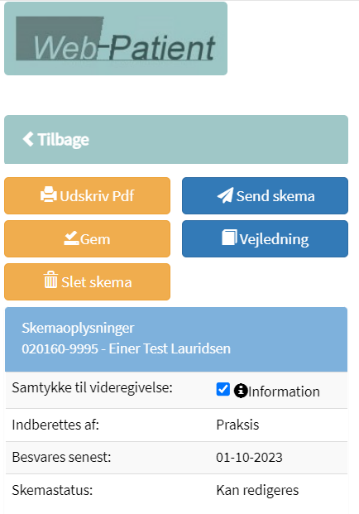 Web-Patient
Tilbage
Udskriv Pdf
Send skema
Gem
Vejledning
Slet skema
Skemaoplysninger
020160-9995 - Einer Test Lauridsen
Samtykke til videregivelse: Information
Indberettes af: Praksis
Besvares senest: 01-10-2023
Skemastatus: Kan redigeres